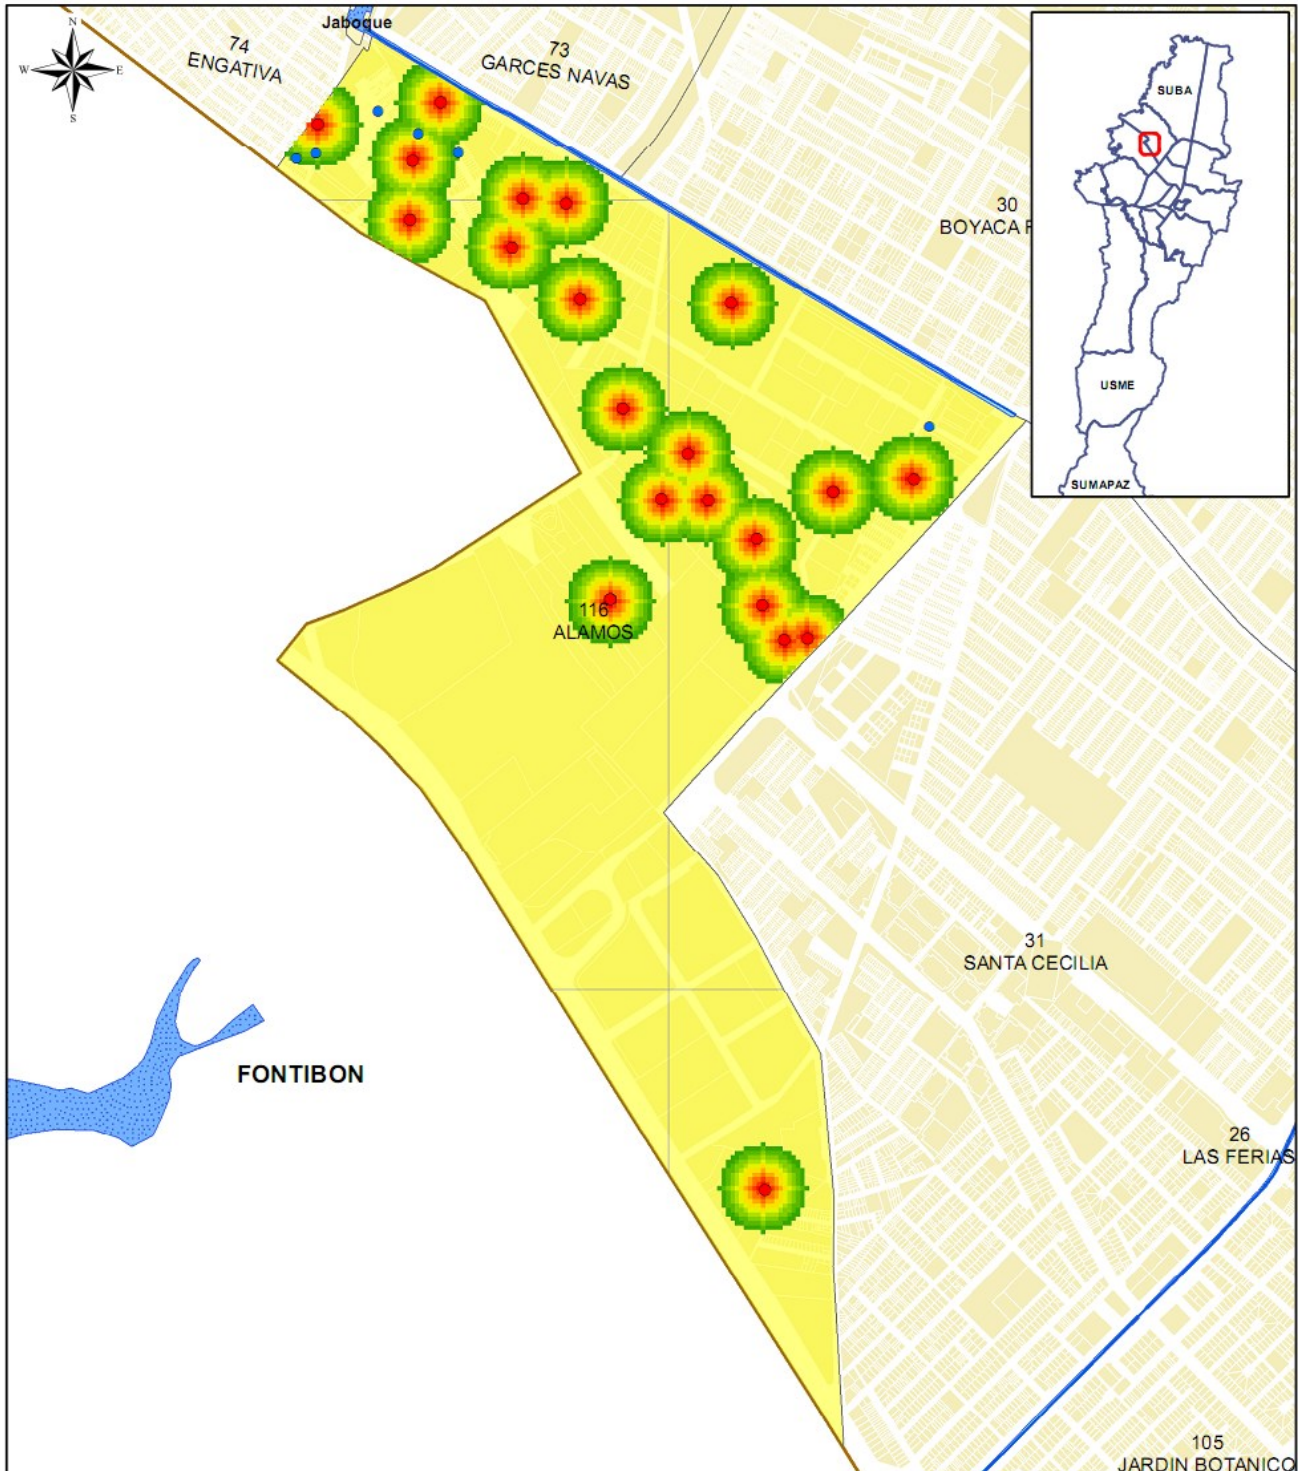 Jaboque
N
W
E
S
74
ENGATIVA
73
GARCES NAVAS
SUBA
30
BOYACA
USME
SUMAPAZ
116
ALAMOS
31
SANTA CECILIA
FONTIBON
26
LAS FERIAS
105
JARDIN BOTANICO